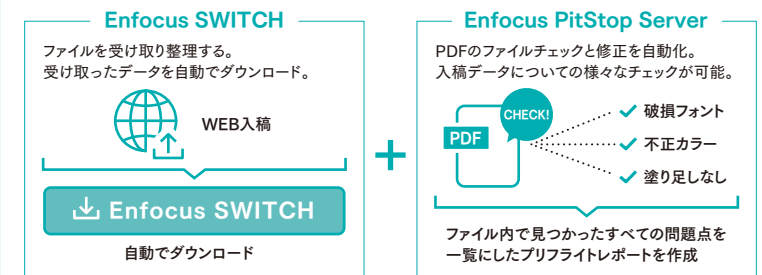 Enfocus SWITCH
ファイルを受け取り整理する。
受け取ったデータを自動でダウンロード。
WEB入稿
Enfocus SWITCH
自動でダウンロード
+
Enfocus PitStop Server
PDFのファイルチェックと修正を自動化。
入稿データについての様々なチェックが可能。
CHECK!
PDF
破損フォント
不正カラー
塗り足しなし
ファイル内で見つかったすべての問題点を
一覧にしたプリフライトレポートを作成